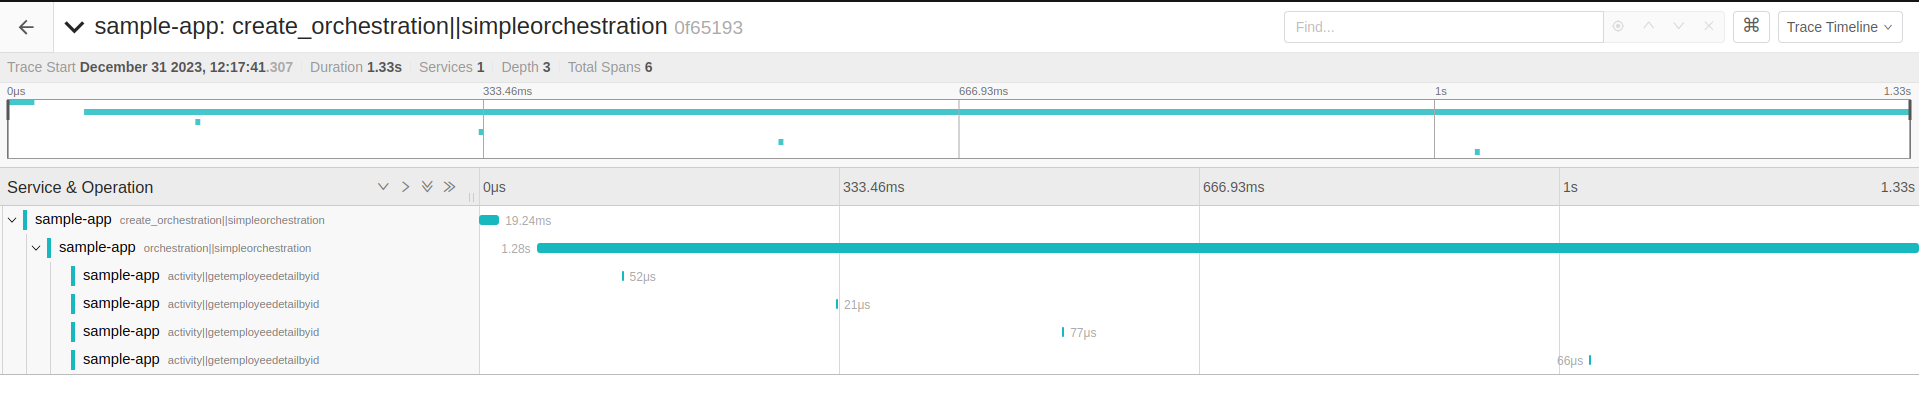 sample-app: create_orchestration||simpleorchestration 0f65193
Find...
⌘
Trace Timeline
Trace Start December 31 2023, 12:17:41.307 Duration 1.33s Services 1 Depth 3 Total Spans 6
0μs 333.46ms 666.93ms 1s 1.33s
Service & Operation 0μs 333.46ms 666.93ms 1s 1.33s
sample-app create_orchestration||simpleorchestration 19.24ms
sample-app orchestration||simpleorchestration 1.28s
sample-app activity||getemployeedetailbyid 52μs
sample-app activity||getemployeedetailbyid 21μs
sample-app activity||getemployeedetailbyid 77μs
sample-app activity||getemployeedetailbyid 66μs